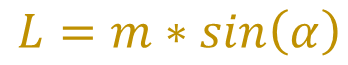 L = m * sin(α)